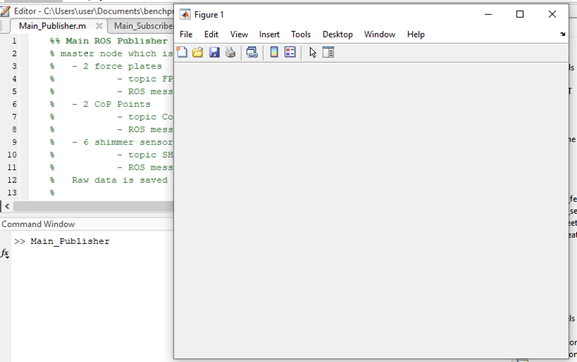 Editor - C:\Users\user\Documents\benchp
Main_Publisher.m
Main_Subscribe
1 %% Main ROS Publisher
2 % master node which is
3 % - 2 force plates
4 % - topic FP
5 % - ROS mess
6 % - 2 CoP Points
7 % - topic Co
8 % - ROS mess
9 % - 6 shimmer sensor
10 % - topic SH
11 % - ROS mess
12 % Raw data is saved
13 %
Command Window
>> Main_Publisher
fx
Figure 1
File Edit View Insert Tools Desktop Window Help